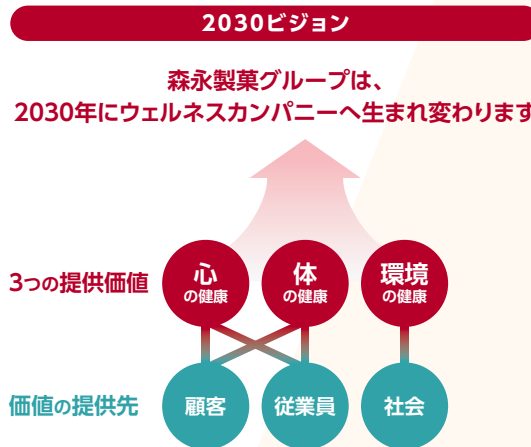 2030ビジョン
森永製菓グループは、
2030年にウェルネスカンパニーへ生まれ変わります
3つの提供価値
心
の健康
体
の健康
環境
の健康
価値の提供先
顧客
従業員
社会